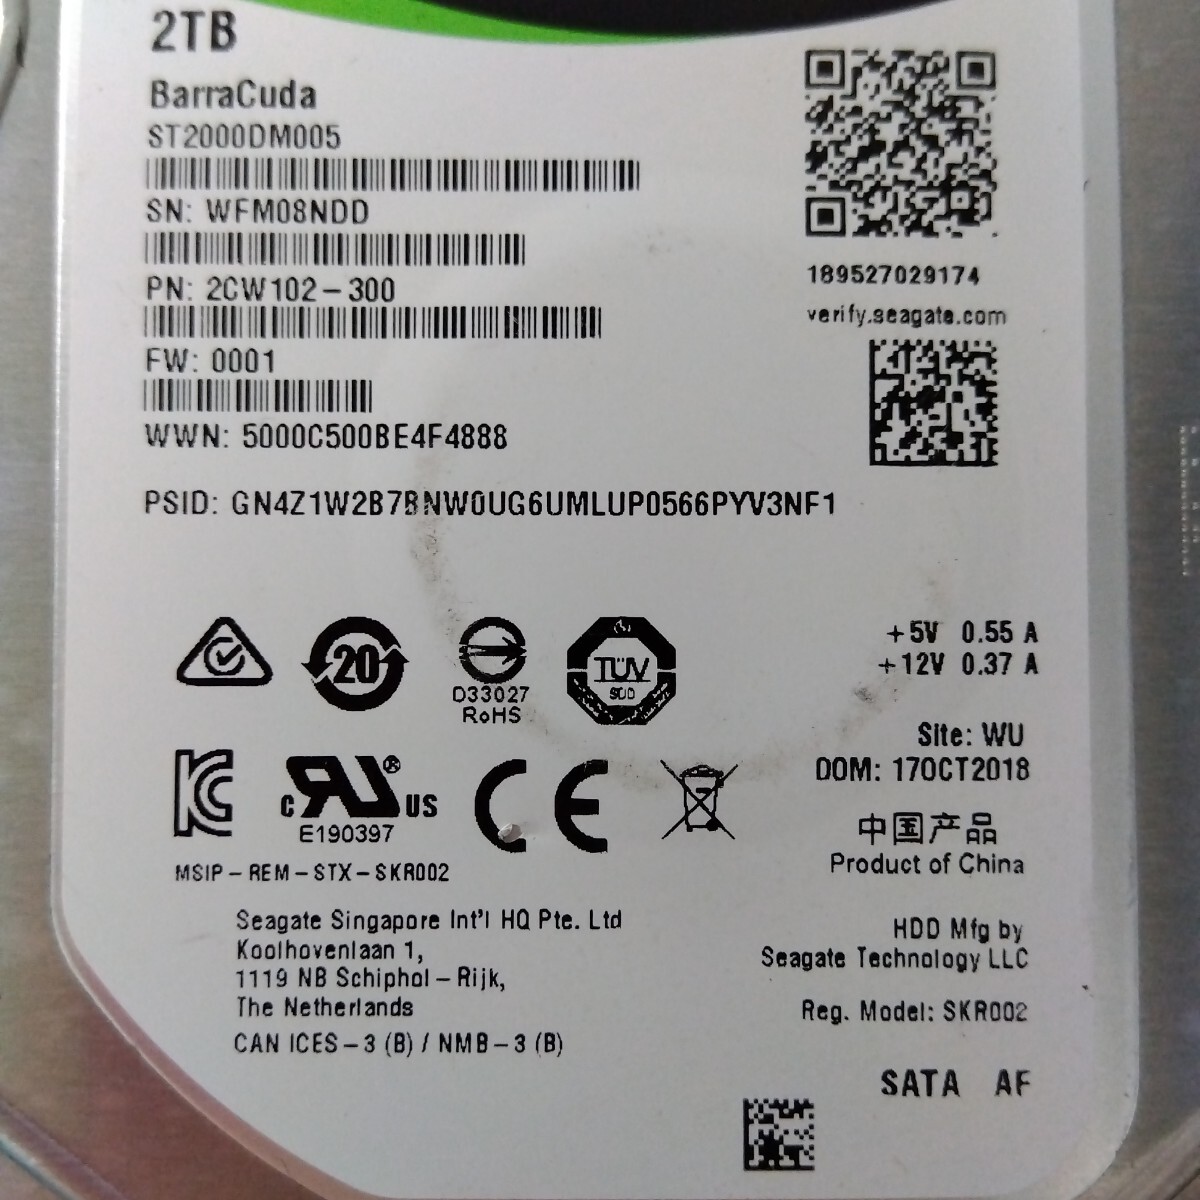 2TB
BarraCuda
ST2000DM005
SN: WFM08NDD
PN: 2CW102-300
FW: 0001
WWN: 5000C500BE4F4888
PSID: GN4Z1W2B7BNW0UG6UMLUP0566PYV3NF1
189527029174
verify.seagate.com
20
D33027
RoHS
TÜV
SÜD
+5V 0.55 A
+12V 0.37 A
Site: WU
DOM: 17OCT2018
中国产品
Product of China
c RU ® US
E190397
CE
MSIP-REM-STX-SKR002
Seagate Singapore Int'l HQ Pte. Ltd
Koolhovenlaan 1,
1119 NB Schiphol-Rijk,
The Netherlands
CAN ICES-3 (B) / NMB-3 (B)
HDD Mfg by
Seagate Technology LLC
Reg. Model: SKR002
SATA AF